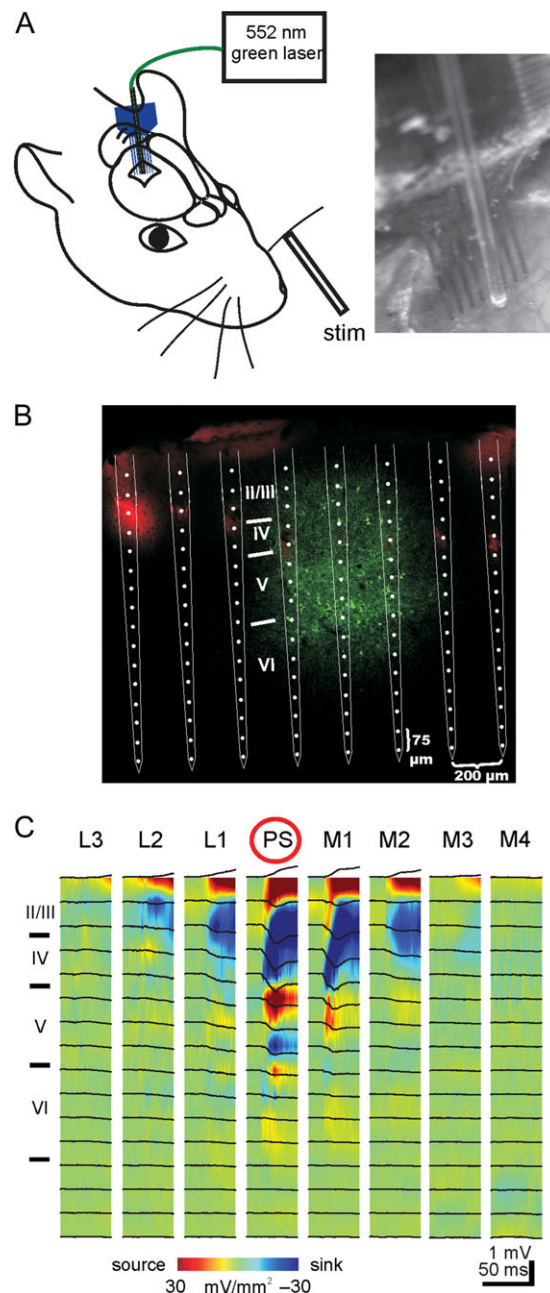 A
552 nm
green laser
stim
B
II/III
IV
V
VI
75
µm
200 µm
C
L3 L2 L1 PS M1 M2 M3 M4
II/III
IV
V
VI
source sink
30 mV/mm² –30
1 mV
50 ms